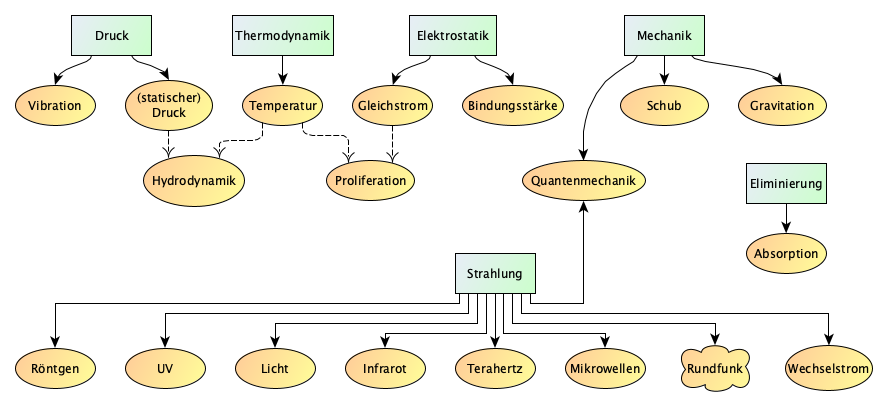 Druck
Thermodynamik
Elektrostatik
Mechanik
Vibration
(statischer)
Druck
Temperatur
Gleichstrom
Bindungsstärke
Schub
Gravitation
Hydrodynamik
Proliferation
Quantenmechanik
Eliminierung
Absorption
Strahlung
Röntgen
UV
Licht
Infrarot
Terahertz
Mikrowellen
Rundfunk
Wechselstrom